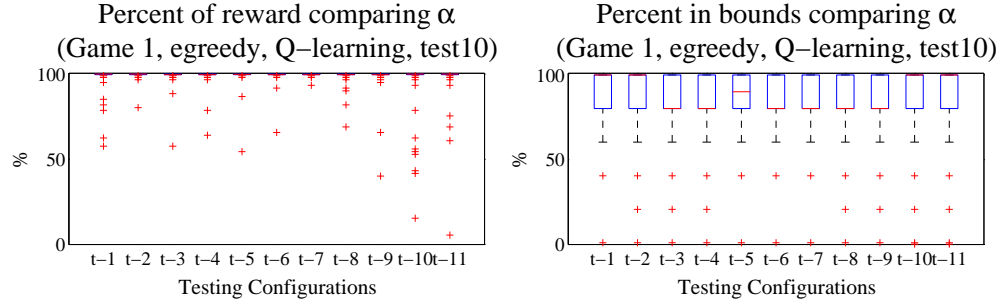 Percent of reward comparing α
(Game 1, egreedy, Q−learning, test10)
100
50
0
%
t−1 t−2 t−3 t−4 t−5 t−6 t−7 t−8 t−9 t−10 t−11
Testing Configurations
Percent in bounds comparing α
(Game 1, egreedy, Q−learning, test10)
100
50
0
%
t−1 t−2 t−3 t−4 t−5 t−6 t−7 t−8 t−9 t−10 t−11
Testing Configurations